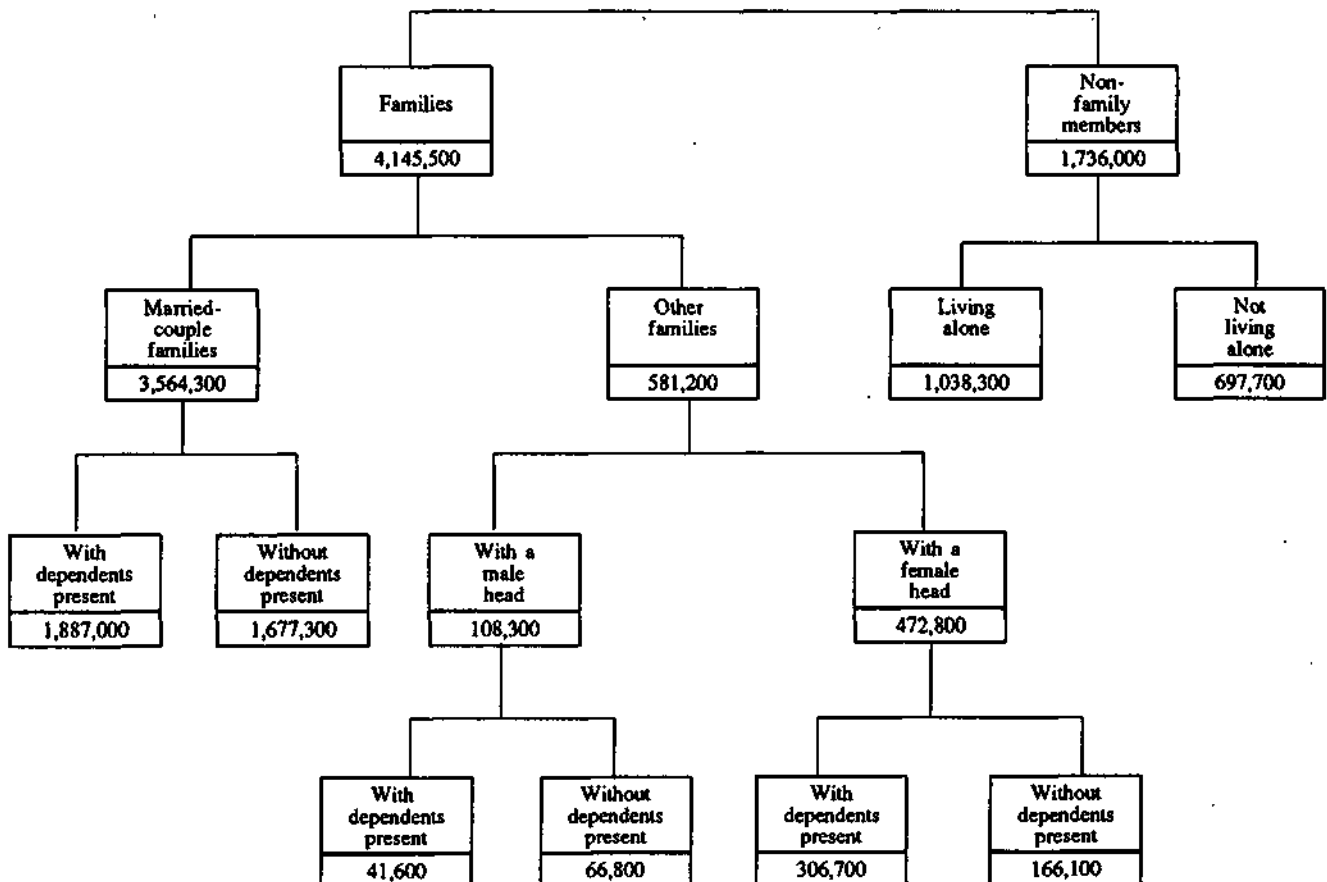 Families
4,145,500
Non-
family
members
1,736,000
Married-
couple
families
3,564,300
Other
families
581,200
Living
alone
1,038,300
Not
living
alone
697,700
With
dependents
present
1,887,000
Without
dependents
present
1,677,300
With a
male
head
108,300
With a
female
head
472,800
With
dependents
present
41,600
Without
dependents
present
66,800
With
dependents
present
306,700
Without
dependents
present
166,100